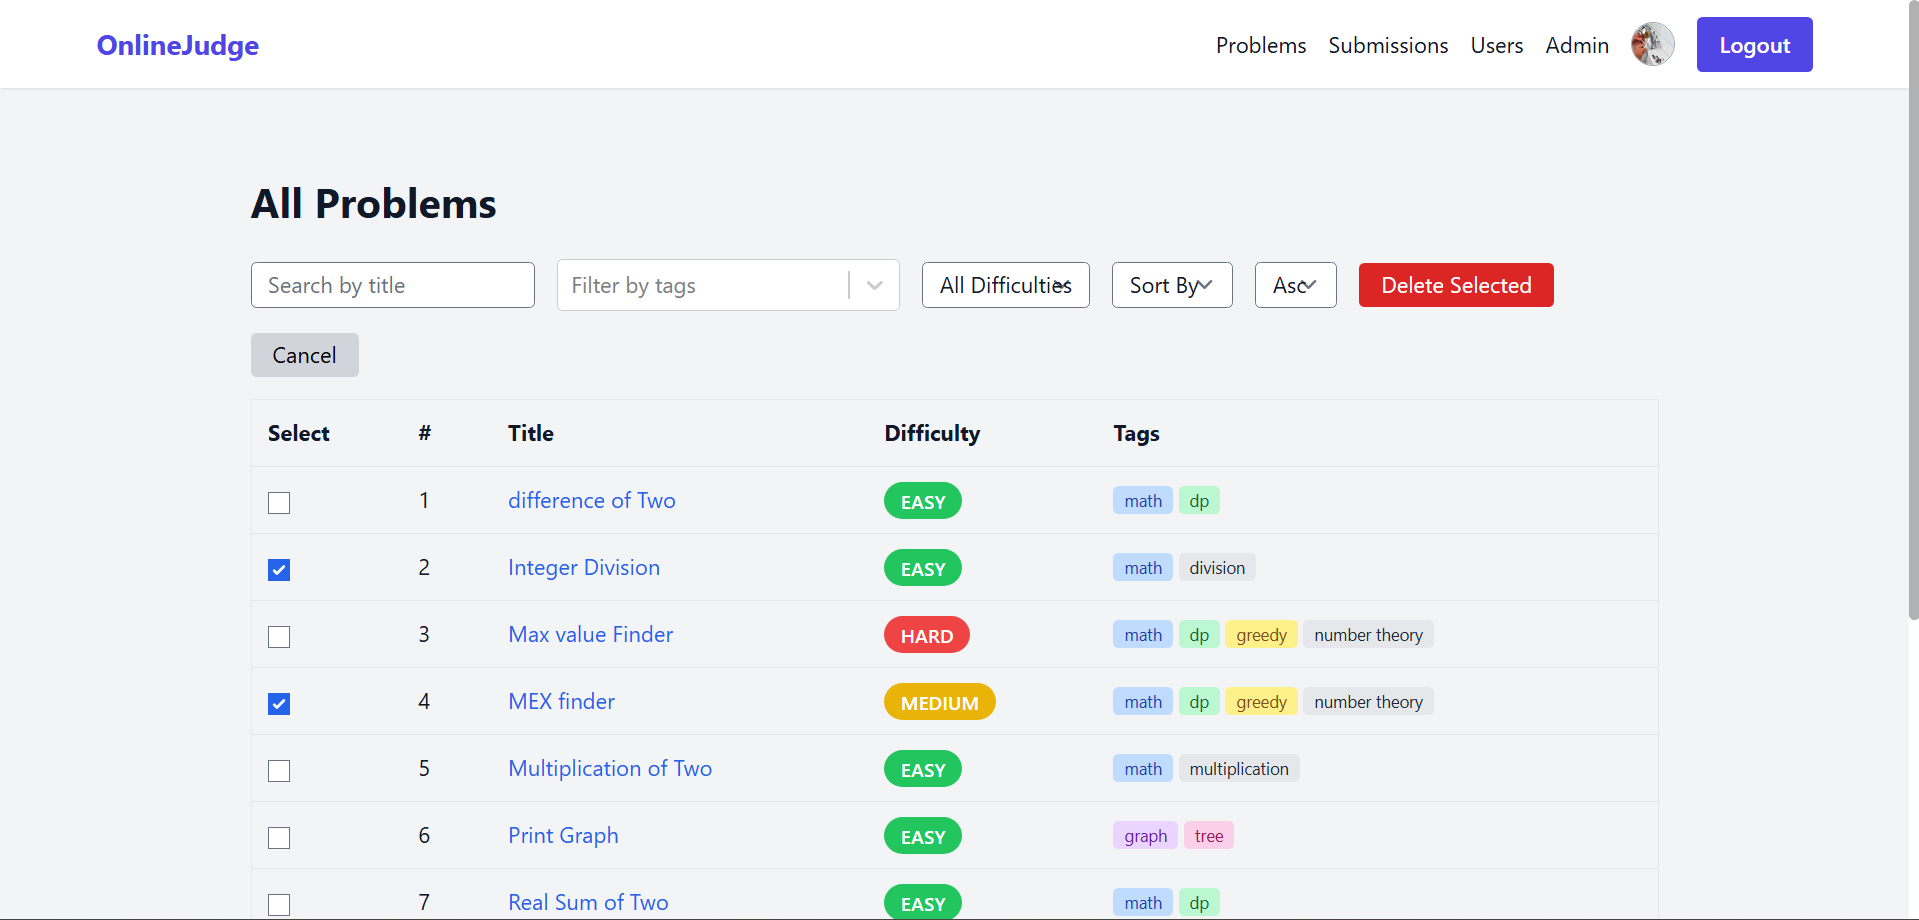 OnlineJudge Problems Submissions Users Admin Logout
All Problems
Search by title Filter by tags All Difficulties Sort By Asc Delete Selected
Cancel
Select # Title Difficulty Tags
1 difference of Two EASY math dp
2 Integer Division EASY math division
3 Max value Finder HARD math dp greedy number theory
4 MEX finder MEDIUM math dp greedy number theory
5 Multiplication of Two EASY math multiplication
6 Print Graph EASY graph tree
7 Real Sum of Two EASY math dp